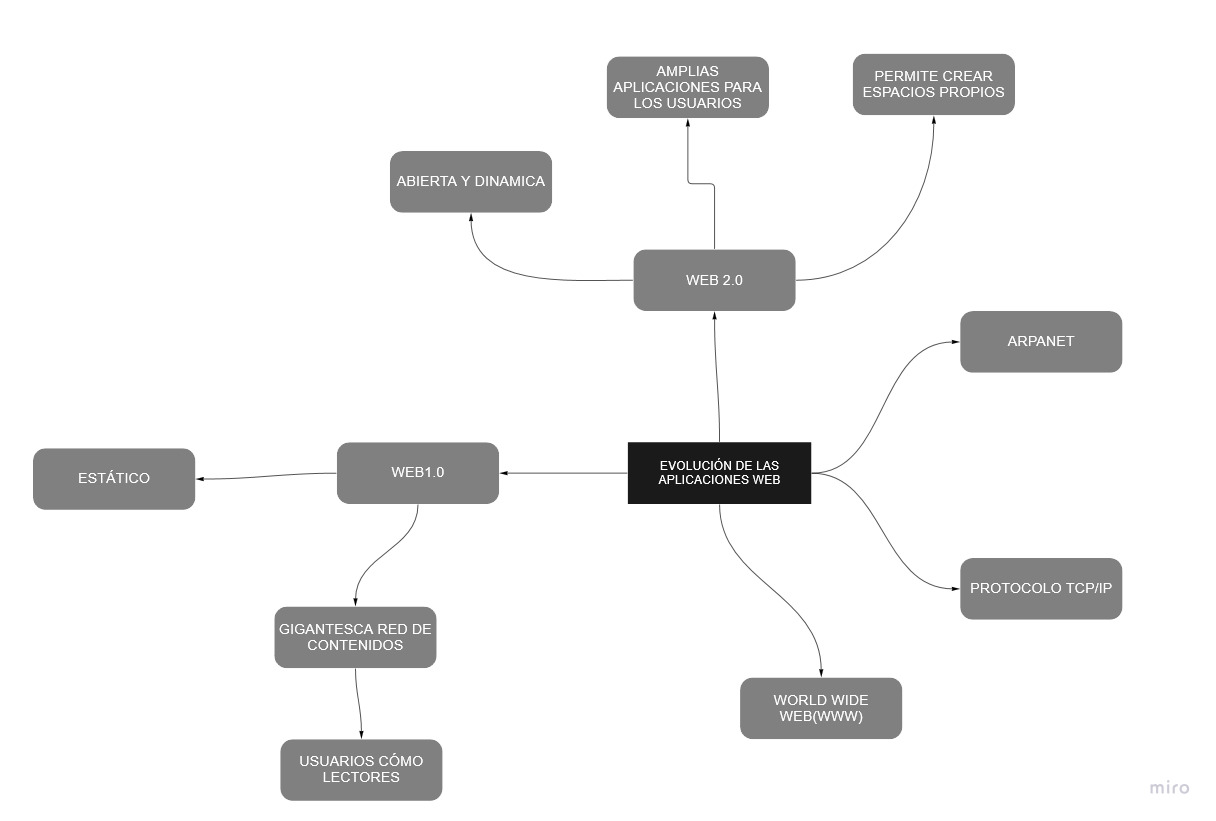 AMPLIAS
APLICACIONES PARA
LOS USUARIOS
PERMITE CREAR
ESPACIOS PROPIOS
ABIERTA Y DINAMICA
WEB 2.0
ARPANET
EVOLUCIÓN DE LAS
APLICACIONES WEB
WEB1.0
ESTÁTICO
PROTOCOLO TCP/IP
GIGANTESCA RED DE
CONTENIDOS
WORLD WIDE
WEB(WWW)
USUARIOS CÓMO
LECTORES
miro